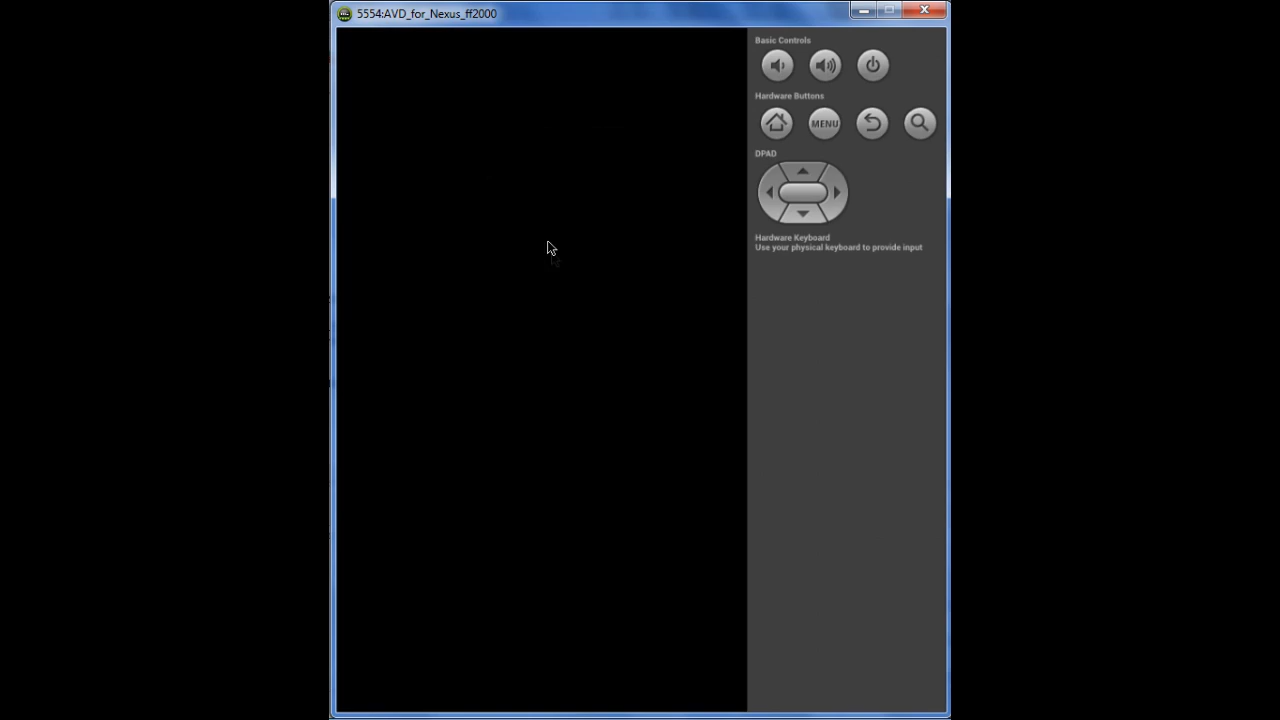 5554:AVD_for_Nexus_ff2000
Basic Controls
Hardware Buttons
MENU
DPAD
Hardware Keyboard
Use your physical keyboard to provide input